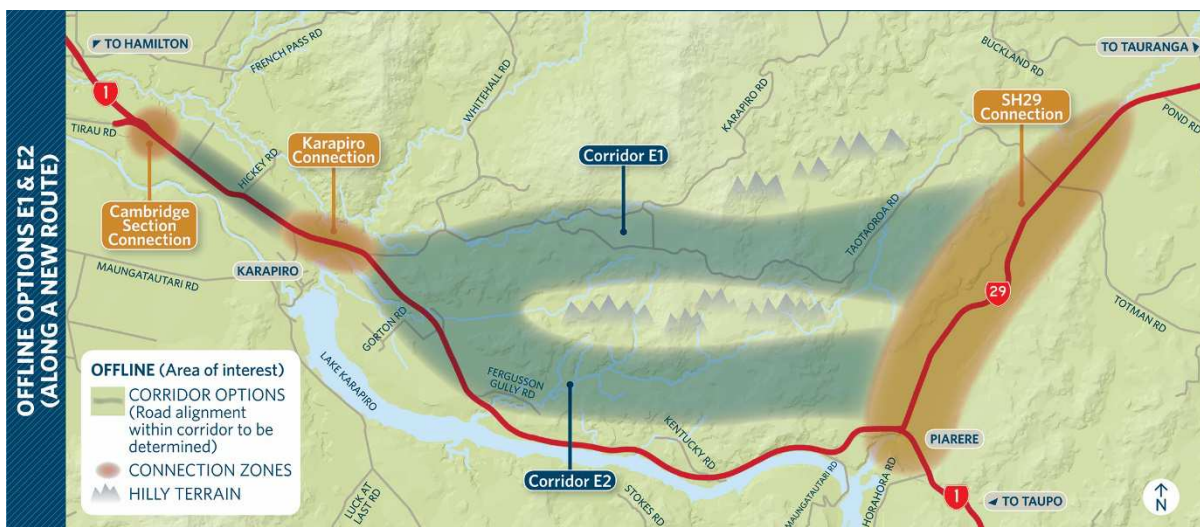 OFFLINE OPTIONS E1 & E2
(ALONG A NEW ROUTE)
TO HAMILTON
FRENCH PASS RD
WHITEHALL RD
KARAPIRO RD
BUCKLAND RD
TO TAURANGA
1
TIRAU RD
HICKEY RD
Karapiro
Connection
Corridor E1
SH29
Connection
POND RD
Cambridge
Section
Connection
TAOTAOROA RD
MAUNGATAUTARI RD
KARAPIRO
29
TOTMAN RD
GORTON RD
LAKE KARAPIRO
FERGUSSON
GULLY RD
OFFLINE (Area of interest)
CORRIDOR OPTIONS
(Road alignment
within corridor to be
determined)
CONNECTION ZONES
HILLY TERRAIN
KENTUCKY RD
PIARERE
Corridor E2
LUCK AT
LAST RD
STOKES RD
MAUNGATAUTARI RD
HORAHORA RD
1
TO TAUPO
N